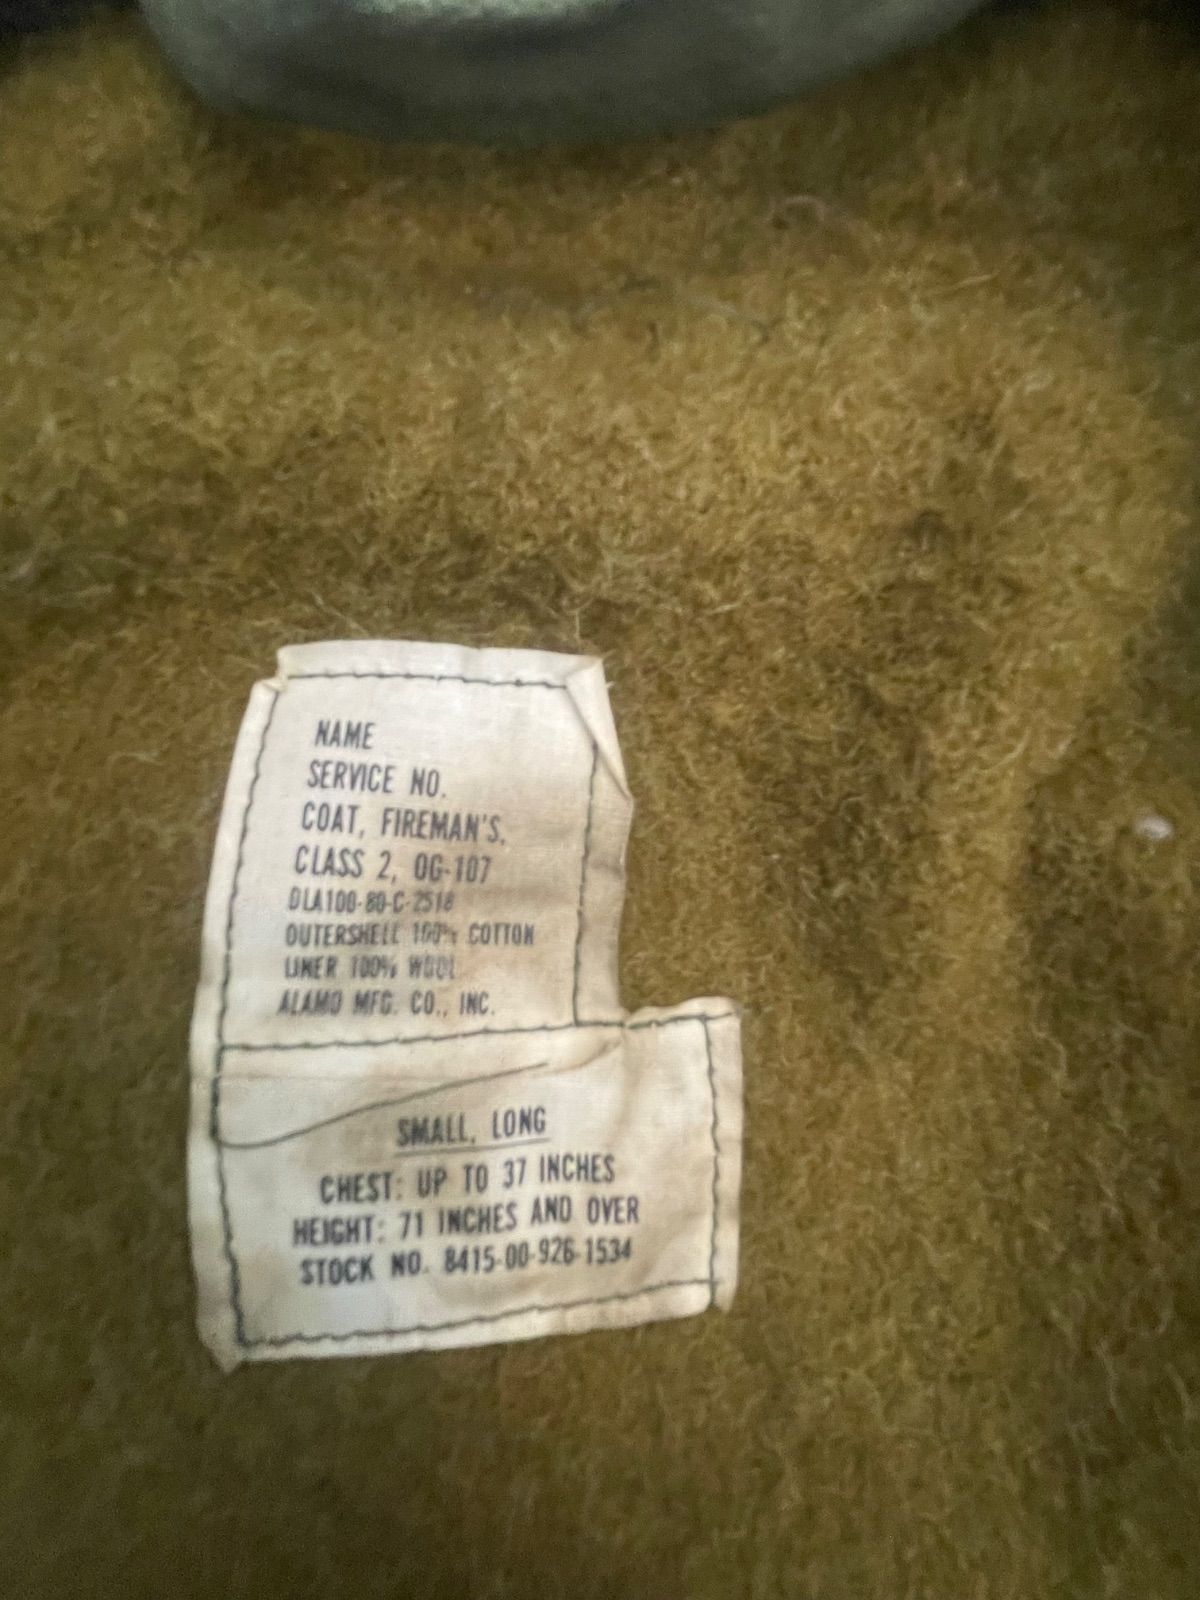 NAME
SERVICE NO.
COAT, FIREMAN'S,
CLASS 2, OG-107
DLA100-80-C-2518
OUTERSHELL 100% COTTON
LINER 100% WOOL
ALAMO MFG. CO., INC.
SMALL, LONG
CHEST: UP TO 37 INCHES
HEIGHT: 71 INCHES AND OVER
STOCK NO. 8415-00-926-1534